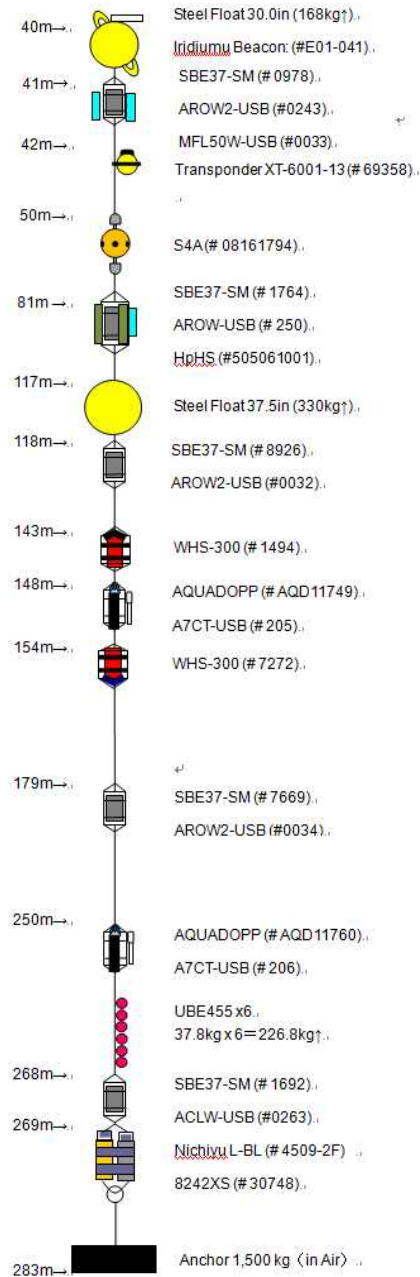 Steel Float 30.0in (168kg↑)
40m→
Iridiumu Beacon: (#E01-041)
41m→
SBE37-SM (# 0978)
AROW2-USB (#0243)
42m→
MFL50W-USB (#0033)
Transponder XT-6001-13 (# 69358)
50m→
S4A (# 08161794)
81m→
SBE37-SM (# 1764)
AROW-USB (# 250)
HpHS (#505061001)
117m→
Steel Float 37.5in (330kg↑)
118m→
SBE37-SM (# 8926)
AROW2-USB (#0032)
143m→
WHS-300 (# 1494)
148m→
AQUADOPP (# AQD11749)
A7CT-USB (# 205)
154m→
WHS-300 (# 7272)
179m→
SBE37-SM (# 7669)
AROW2-USB (#0034)
250m→
AQUADOPP (# AQD11760)
A7CT-USB (# 206)
UBE455 x6
37.8kg x 6=226.8kg↑
268m→
SBE37-SM (# 1692)
ACLW-USB (#0263)
269m→
Nichiyu L-BL (# 4509-2F)
8242XS (# 30748)
283m→
Anchor 1,500 kg (in Air)